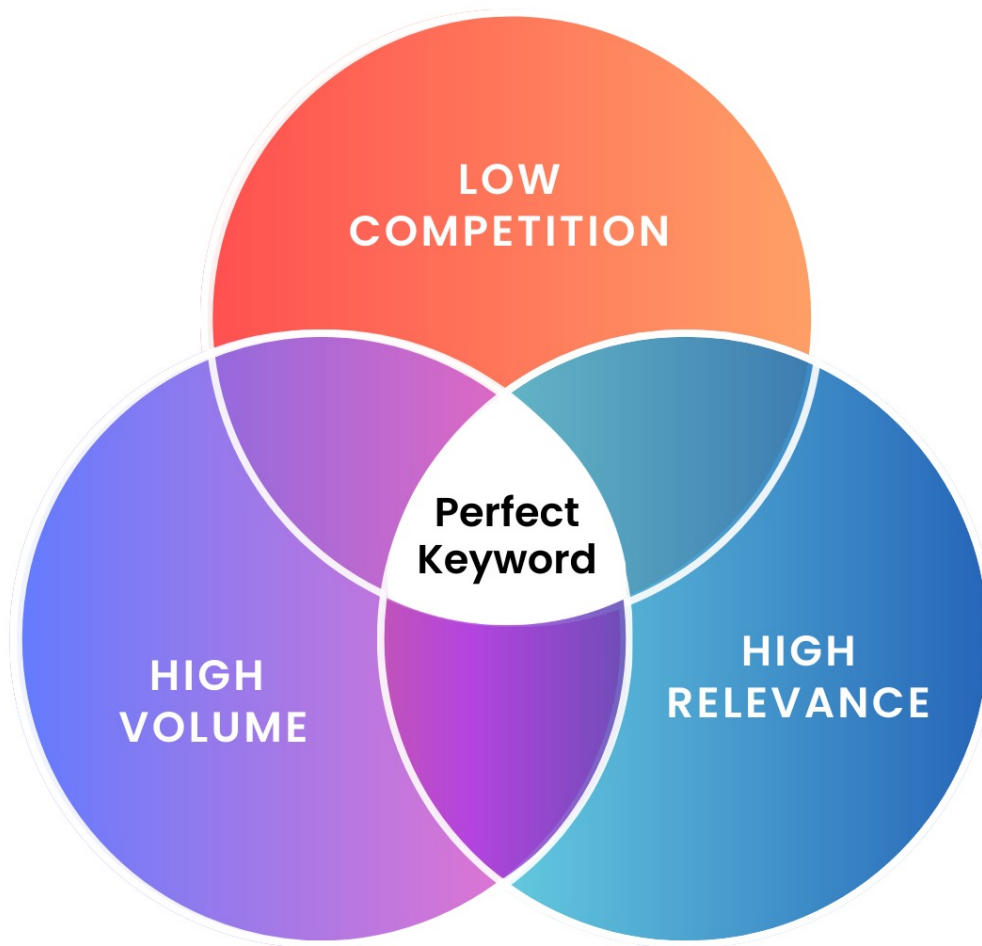 LOW
COMPETITION
Perfect
Keyword
HIGH
VOLUME
HIGH
RELEVANCE